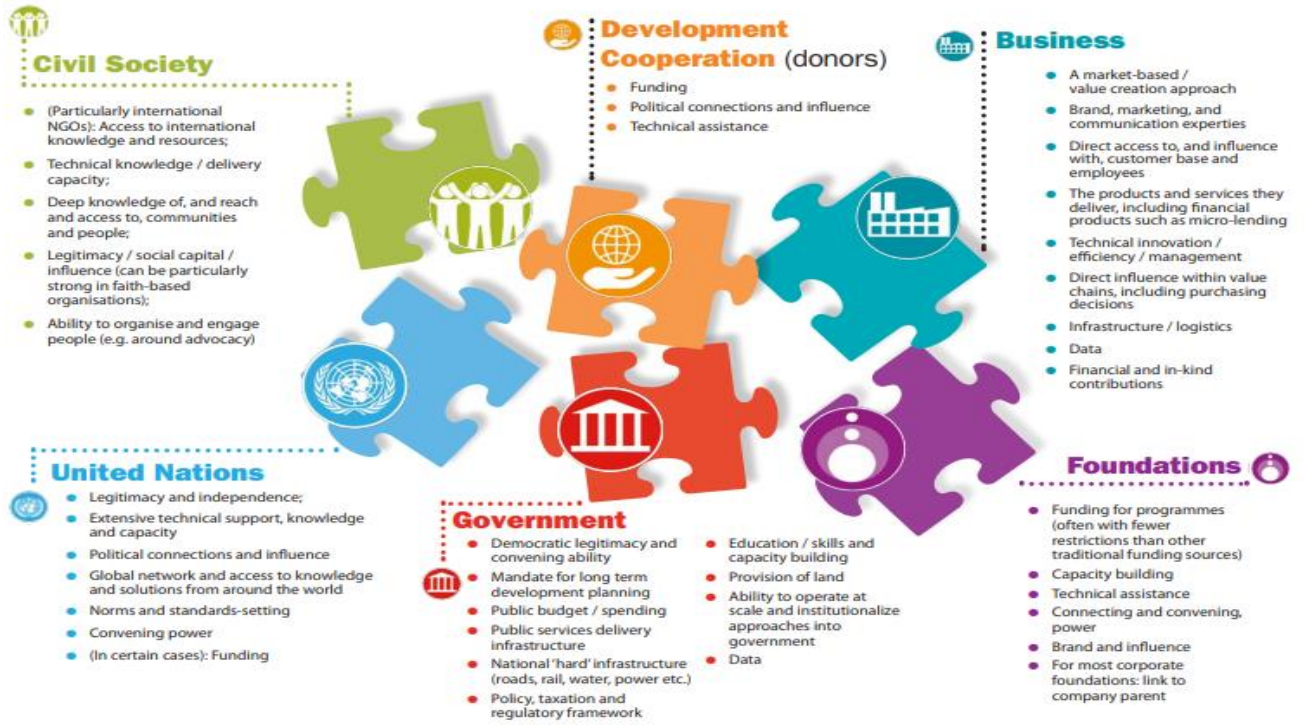 Civil Society
(Particularly international
NGOs): Access to international
knowledge and resources;
Technical knowledge / delivery
capacity;
Deep knowledge of, and reach
and access to, communities
and people;
Legitimacy / social capital /
influence (can be particularly
strong in faith-based
organisations);
Ability to organise and engage
people (e.g. around advocacy)
Development
Cooperation (donors)
Funding
Political connections and influence
Technical assistance
Business
A market-based /
value creation approach
Brand, marketing, and
communication experties
Direct access to, and influence
with, customer base and
employees
The products and services they
deliver, including financial
products such as micro-lending
Technical innovation /
efficiency / management
Direct influence within value
chains, including purchasing
decisions
Infrastructure / logistics
Data
Financial and in-kind
contributions
United Nations
Legitimacy and independence;
Extensive technical support, knowledge
and capacity
Political connections and influence
Global network and access to knowledge
and solutions from around the world
Norms and standards-setting
Convening power
(In certain cases): Funding
Government
Democratic legitimacy and
convening ability
Mandate for long term
development planning
Public budget / spending
Public services delivery
infrastructure
National 'hard' infrastructure
(roads, rail, water, power etc.)
Policy, taxation and
regulatory framework
Education / skills and
capacity building
Provision of land
Ability to operate at
scale and institutionalize
approaches into
government
Data
Foundations
Funding for programmes
(often with fewer
restrictions than other
traditional funding sources)
Capacity building
Technical assistance
Connecting and convening,
power
Brand and influence
For most corporate
foundations: link to
company parent